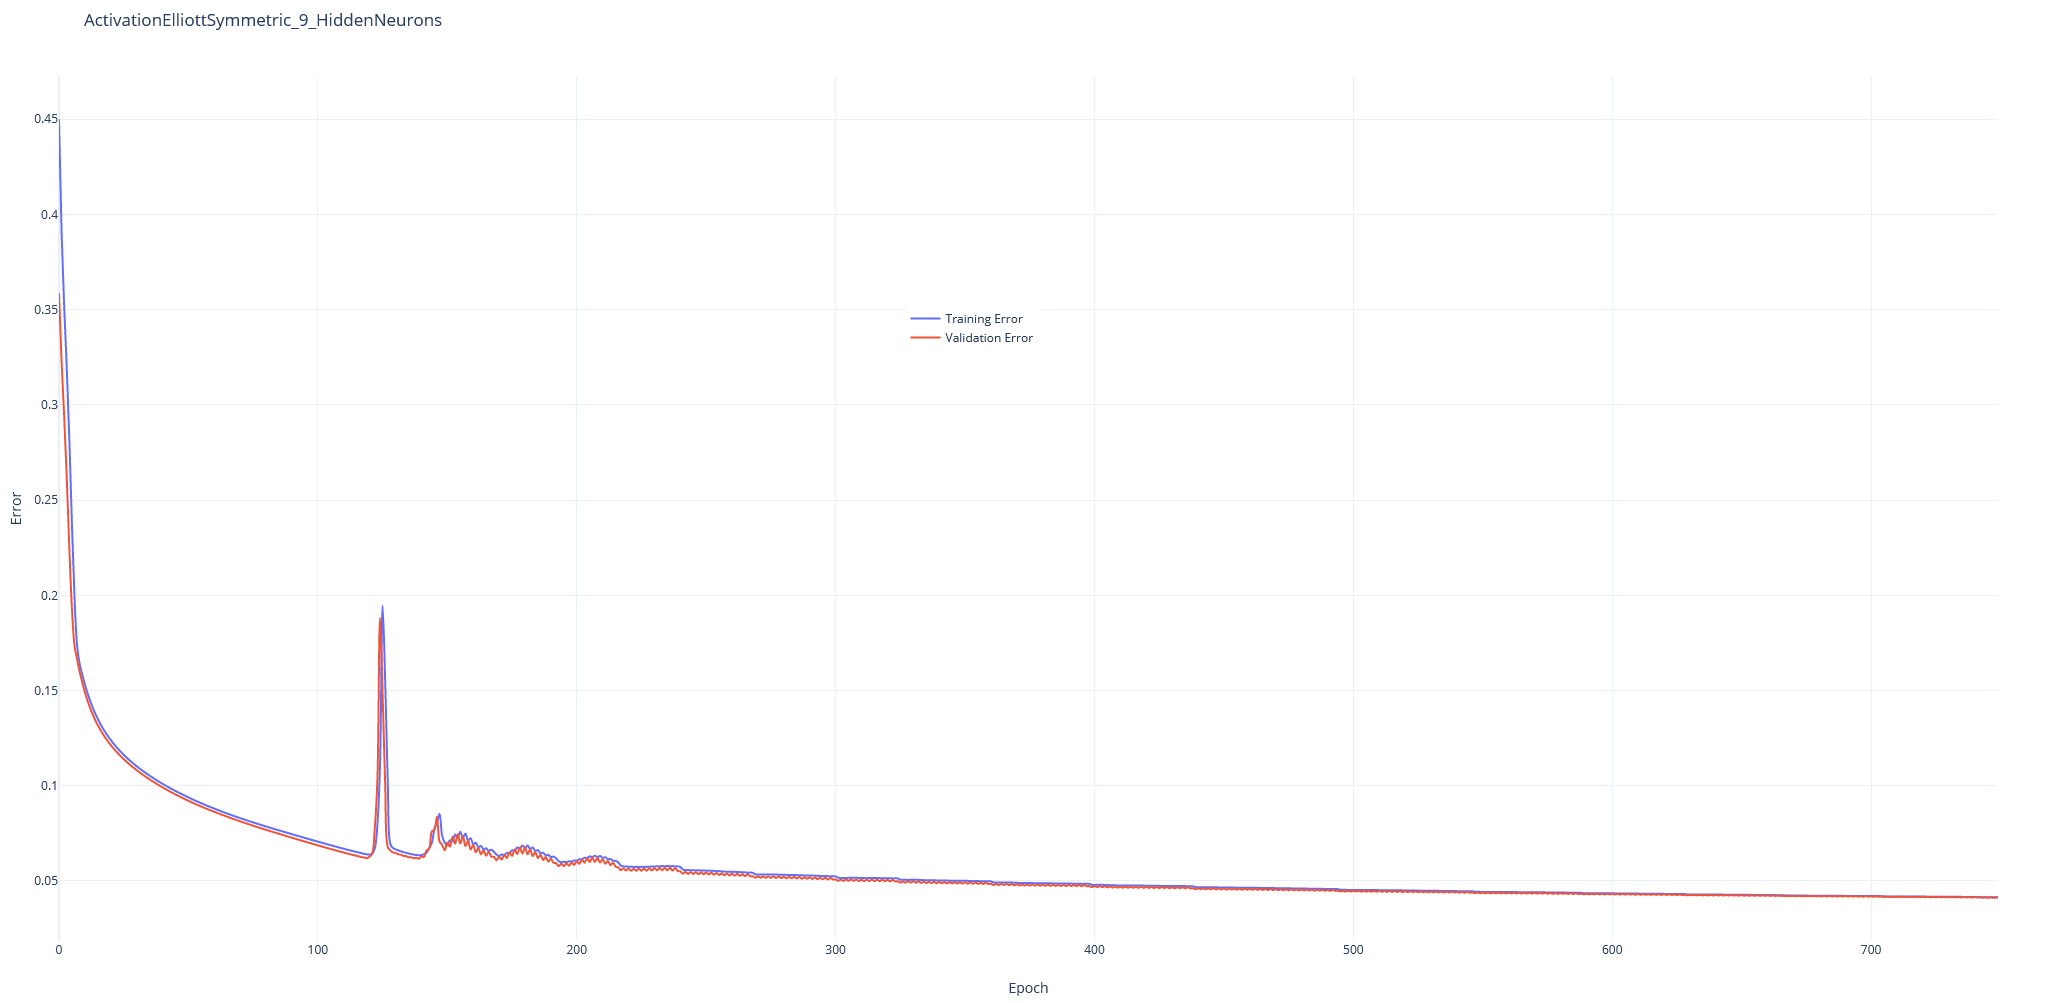 ActivationElliottSymmetric_9_HiddenNeurons
0.45
0.4
0.35
0.3
0.25
0.2
0.15
0.1
0.05
Error
Training Error
Validation Error
0 100 200 300 400 500 600 700
Epoch